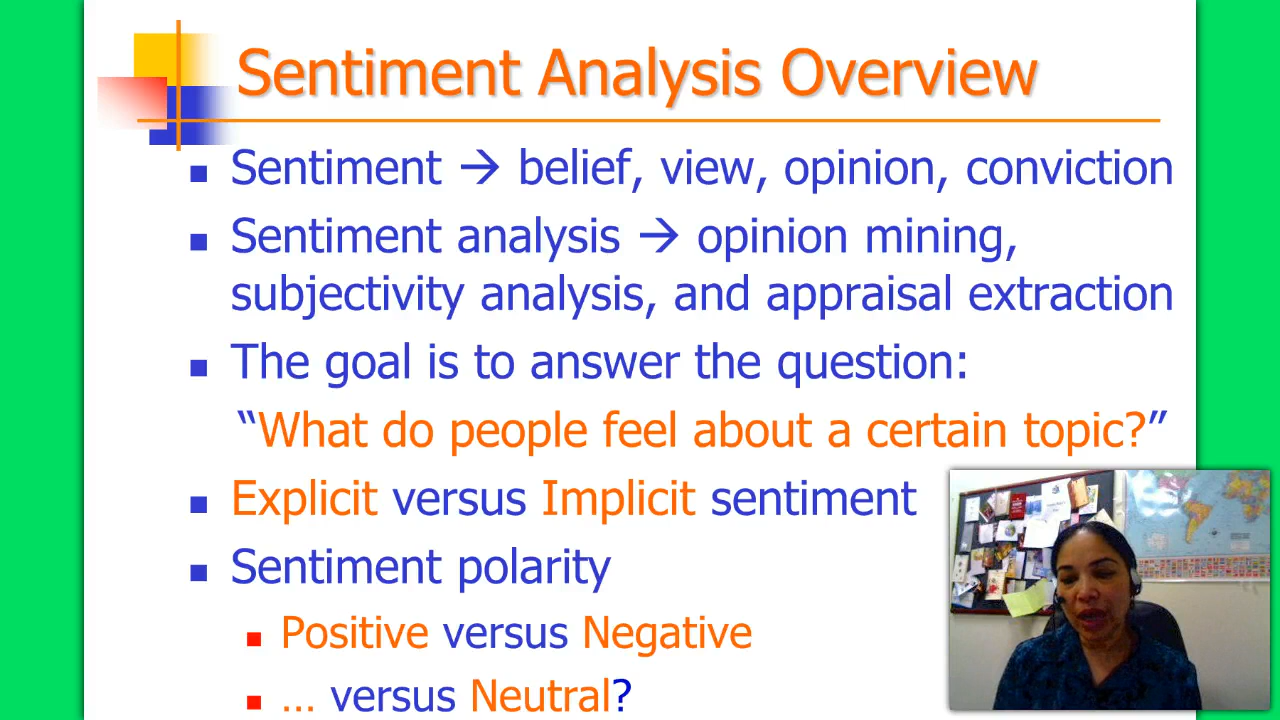 Sentiment Analysis Overview
Sentiment → belief, view, opinion, conviction
Sentiment analysis → opinion mining,
subjectivity analysis, and appraisal extraction
The goal is to answer the question:
“What do people feel about a certain topic?”
Explicit versus Implicit sentiment
Sentiment polarity
Positive versus Negative
... versus Neutral?